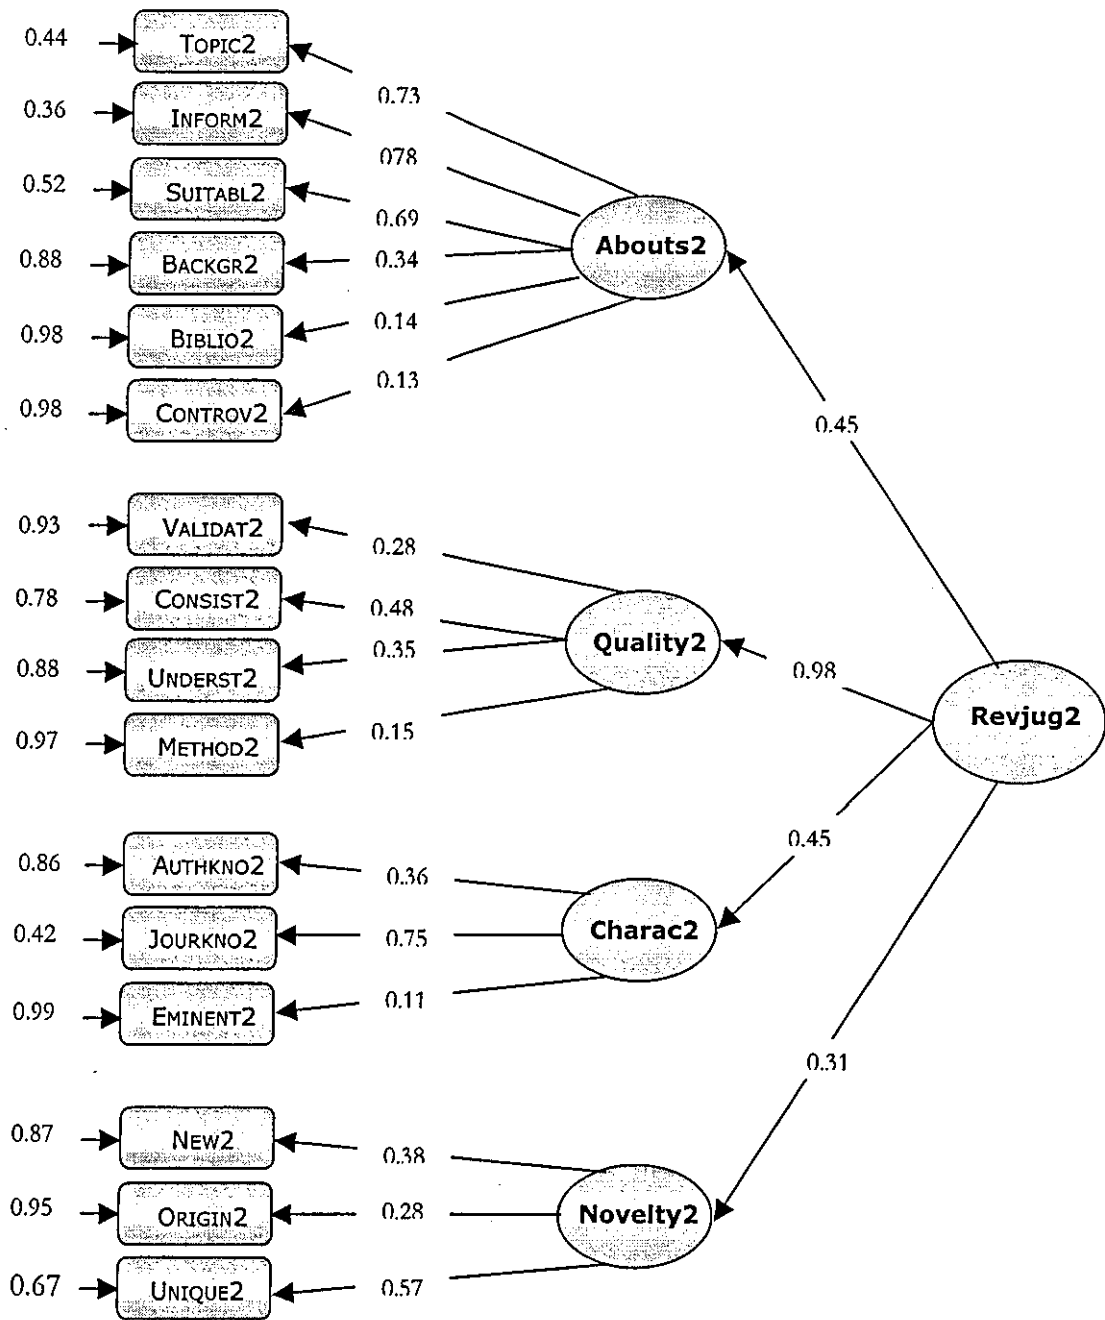 0.44 TOPIC2
0.73
0.36 INFORM2
078
0.52 SUITABL2
0.69
Abouts2
0.88 BACKGR2 0.34
0.98 BIBLIO2 0.14
0.13
0.98 CONTROV2
0.45
0.93 VALIDAT2
0.28
0.78 CONSIST2 0.48
Quality2
0.35
0.88 UNDERST2
0.98
Revjug2
0.97 METHOD2 0.15
0.45
0.86 AUTHKNO2
0.36
0.42 JOURKNO2 0.75 Charac2
0.99 EMINENT2 0.11
0.31
0.87 NEW2
0.38
0.95 ORIGIN2 0.28 Novelty2
0.67 UNIQUE2 0.57